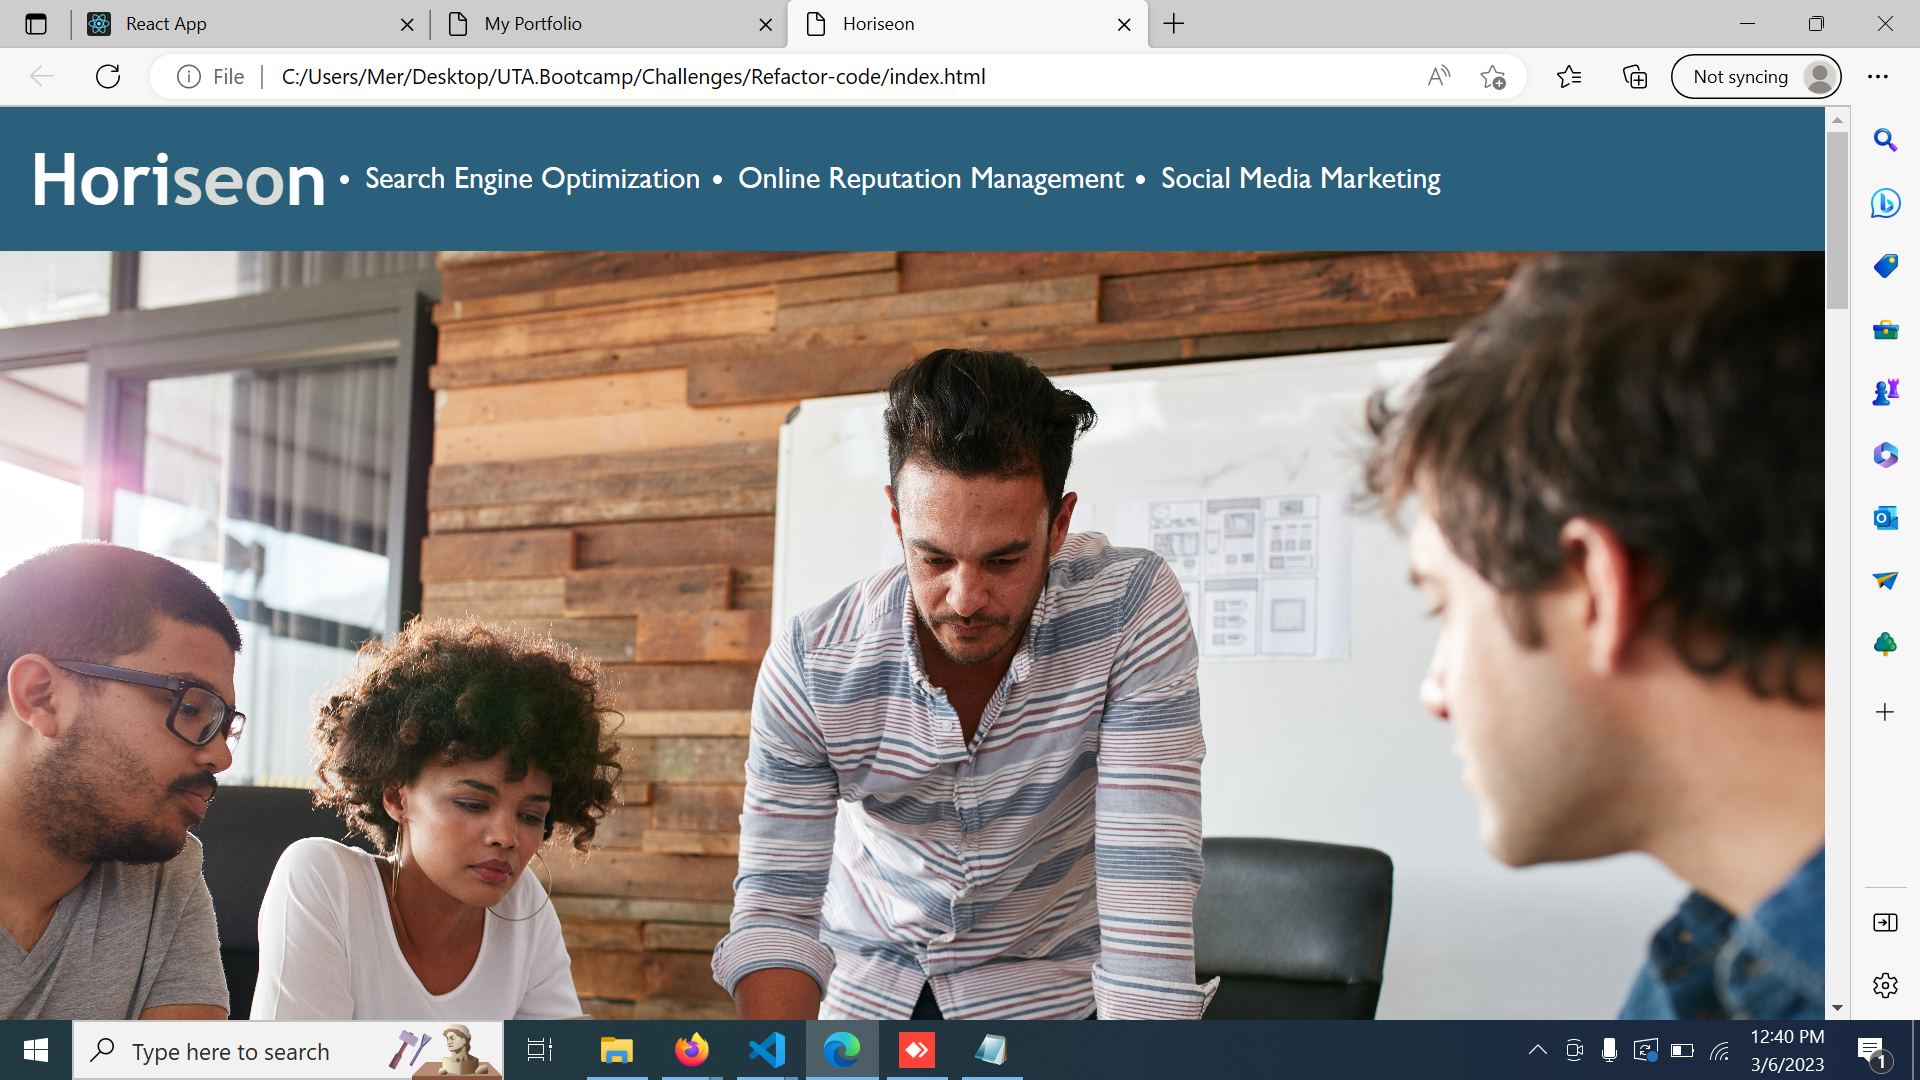 React App
My Portfolio
Horiseon
File
C:/Users/Mer/Desktop/UTA.Bootcamp/Challenges/Refactor-code/index.html
Not syncing
Horiseon
• Search Engine Optimization • Online Reputation Management • Social Media Marketing
Type here to search
12:40 PM
3/6/2023
1